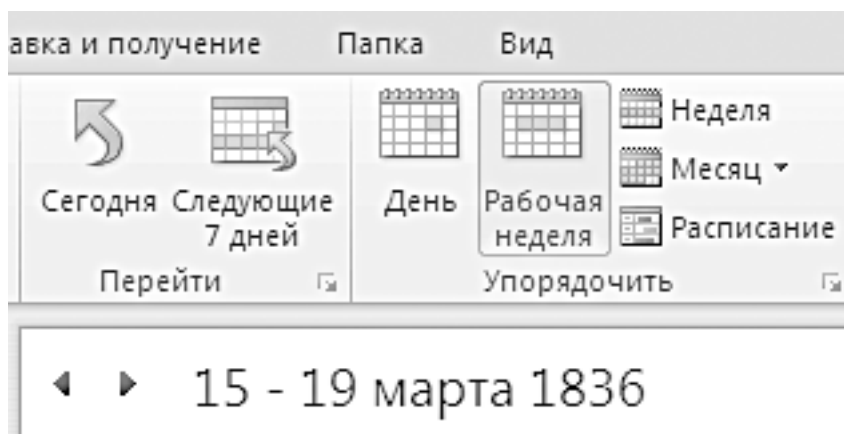 авка и получение Папка Вид
Сегодня Следующие
7 дней
День Рабочая
неделя
Неделя
Месяц
Расписание
Перейти Упорядочить
15 - 19 марта 1836